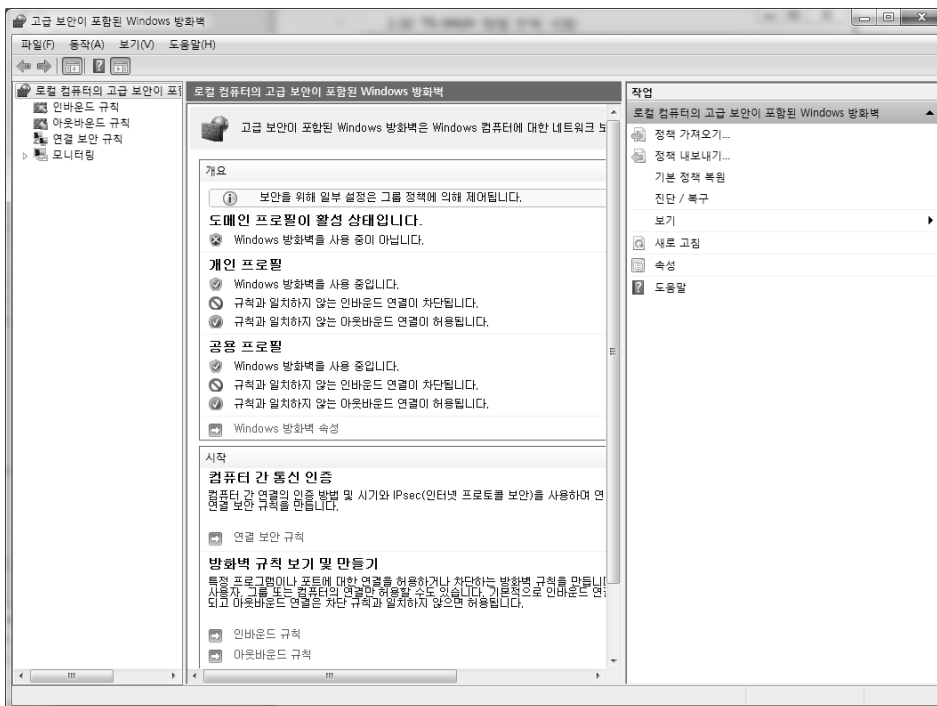 고급 보안이 포함된 Windows 방화벽
파일(F) 동작(A) 보기(V) 도움말(H)
로컬 컴퓨터의 고급 보안이 포
인바운드 규칙
아웃바운드 규칙
연결 보안 규칙
모니터링
로컬 컴퓨터의 고급 보안이 포함된 Windows 방화벽
고급 보안이 포함된 Windows 방화벽은 Windows 컴퓨터에 대한 네트워크
개요
보안을 위해 일부 설정은 그룹 정책에 의해 제어됩니다.
도메인 프로필이 활성 상태입니다.
Windows 방화벽을 사용 중이 아닙니다.
개인 프로필
Windows 방화벽을 사용 중입니다.
규칙과 일치하지 않는 인바운드 연결이 차단됩니다.
규칙과 일치하지 않는 아웃바운드 연결이 허용됩니다.
공용 프로필
Windows 방화벽을 사용 중입니다.
규칙과 일치하지 않는 인바운드 연결이 차단됩니다.
규칙과 일치하지 않는 아웃바운드 연결이 허용됩니다.
Windows 방화벽 속성
시작
컴퓨터 간 통신 인증
컴퓨터 간 연결의 인증 방법 및 시기와 IPsec(인터넷 프로토콜 보안)을 사용하여 연
연결 보안 규칙을 만듭니다.
연결 보안 규칙
방화벽 규칙 보기 및 만들기
특정 프로그램이나 포트에 대한 연결을 허용하거나 차단하는 방화벽 규칙을 만듭니
사용자, 그룹 또는 컴퓨터의 연결만 허용할 수도 있습니다. 기본적으로 인바운드 연
되고 아웃바운드 연결은 차단 규칙과 일치하지 않으면 허용됩니다.
인바운드 규칙
아웃바운드 규칙
작업
로컬 컴퓨터의 고급 보안이 포함된 Windows 방화벽
정책 가져오기...
정책 내보내기...
기본 정책 복원
진단 / 복구
보기
새로 고침
속성
도움말